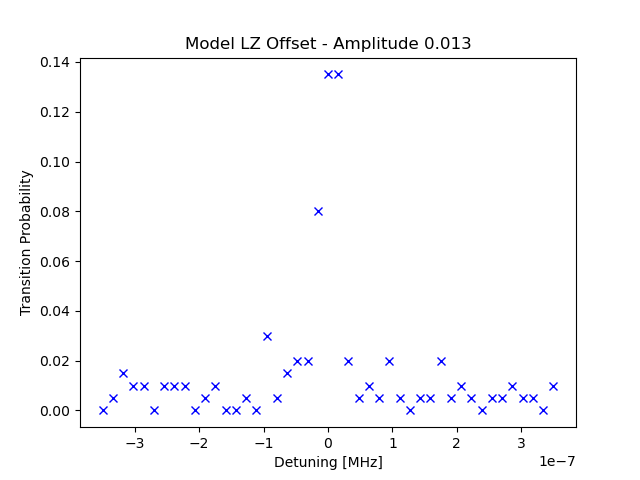 Model LZ Offset - Amplitude 0.013
Transition Probability
0.14
0.12
0.10
0.08
0.06
0.04
0.02
0.00
−3 −2 −1 0 1 2 3
1e−7
Detuning [MHz]